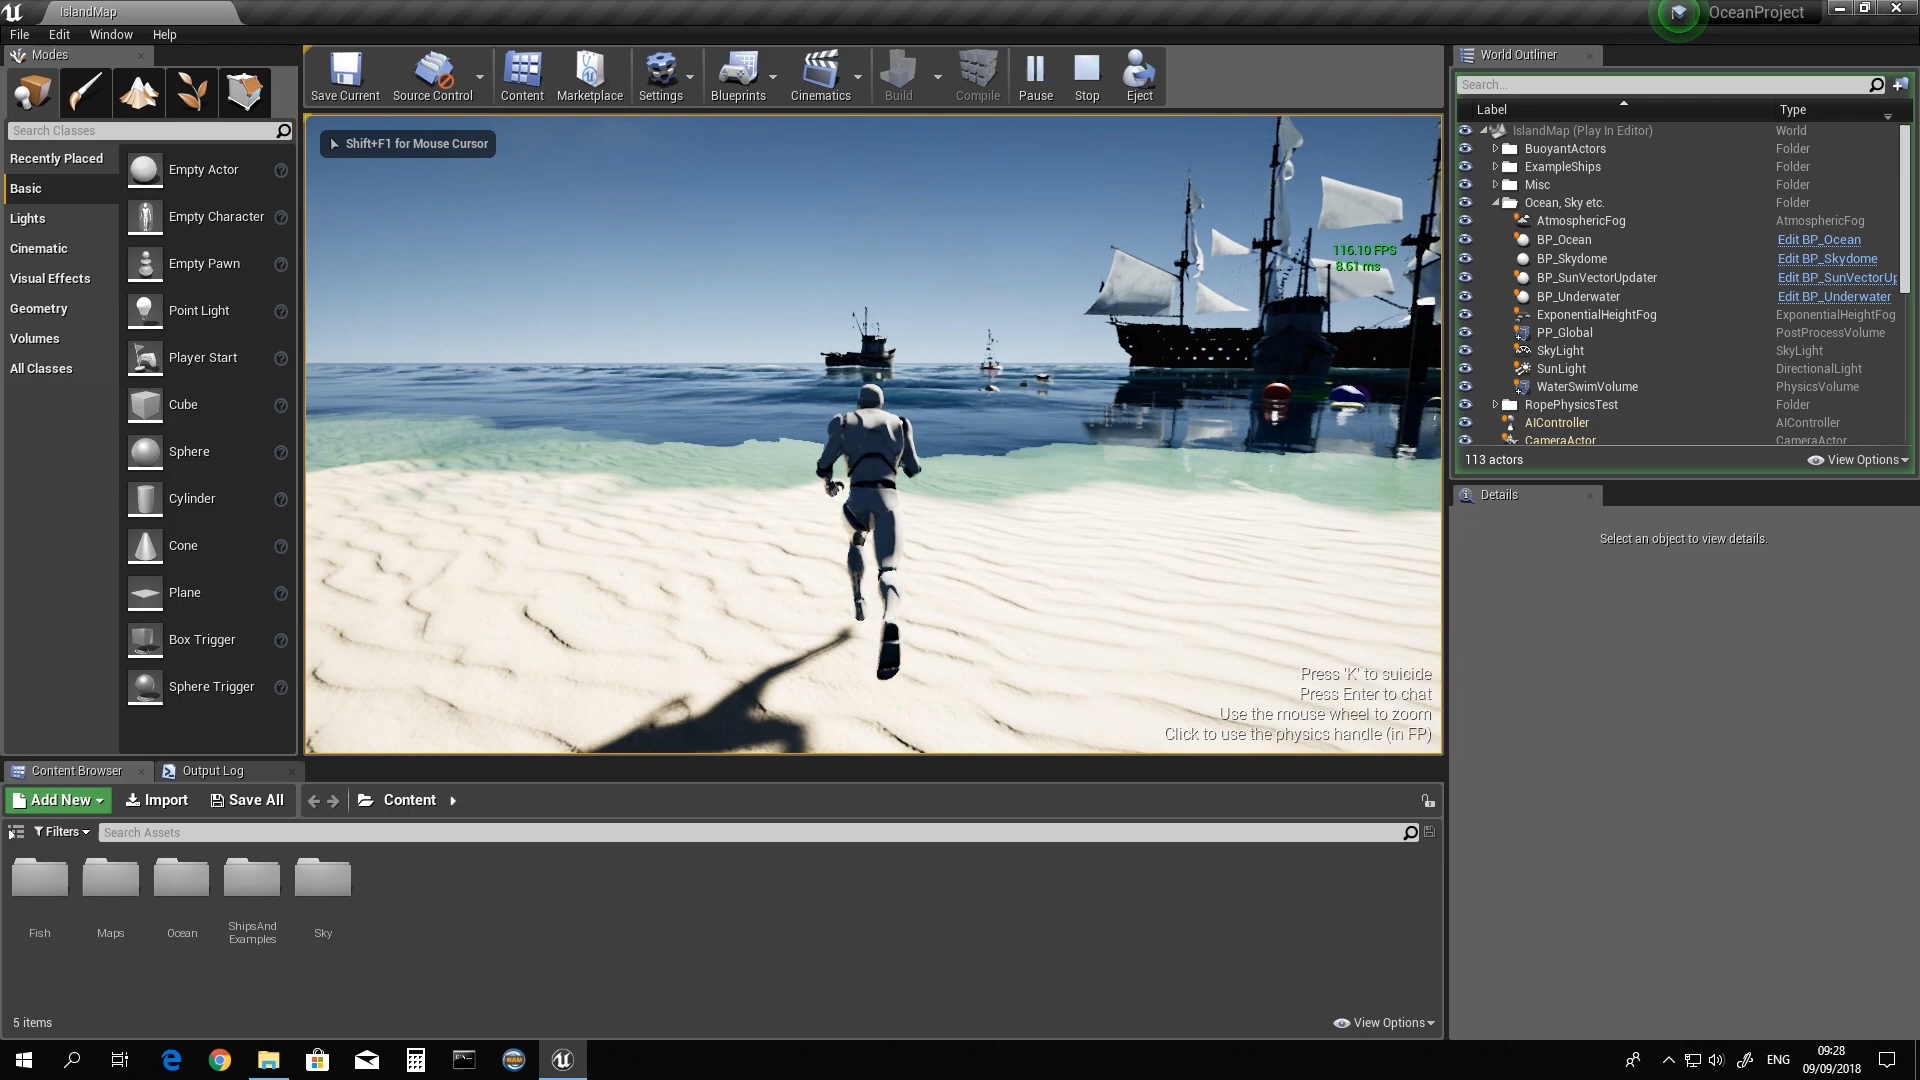 IslandMap
OceanProject
File Edit Window Help
Modes
Search Classes
Recently Placed
Basic
Lights
Cinematic
Visual Effects
Geometry
Volumes
All Classes
Empty Actor
Empty Character
Empty Pawn
Point Light
Player Start
Cube
Sphere
Cylinder
Cone
Plane
Box Trigger
Sphere Trigger
Save Current Source Control Content Marketplace Settings Blueprints Cinematics Build Compile Pause Stop Eject
Shift+F1 for Mouse Cursor
116.10 FPS
8.61 ms
Press 'K' to suicide
Press Enter to chat
Use the mouse wheel to zoom
Click to use the physics handle (in FP)
World Outliner
Search...
Label Type
IslandMap (Play In Editor) World
BuoyantActors Folder
ExampleShips Folder
Misc Folder
Ocean, Sky etc. Folder
AtmosphericFog AtmosphericFog
BP_Ocean Edit BP_Ocean
BP_Skydome Edit BP_Skydome
BP_SunVectorUpdater Edit BP_SunVectorUp
BP_Underwater Edit BP_Underwater
ExponentialHeightFog ExponentialHeightFog
PP_Global PostProcessVolume
SkyLight SkyLight
SunLight DirectionalLight
WaterSwimVolume PhysicsVolume
RopePhysicsTest Folder
AIController AIController
CameraActor CameraActor
113 actors View Options
Details
Select an object to view details.
Content Browser Output Log
Add New Import Save All Content
Filters Search Assets
Fish
Maps
Ocean
ShipsAnd
Examples
Sky
5 items View Options
ENG
09:28
09/09/2018